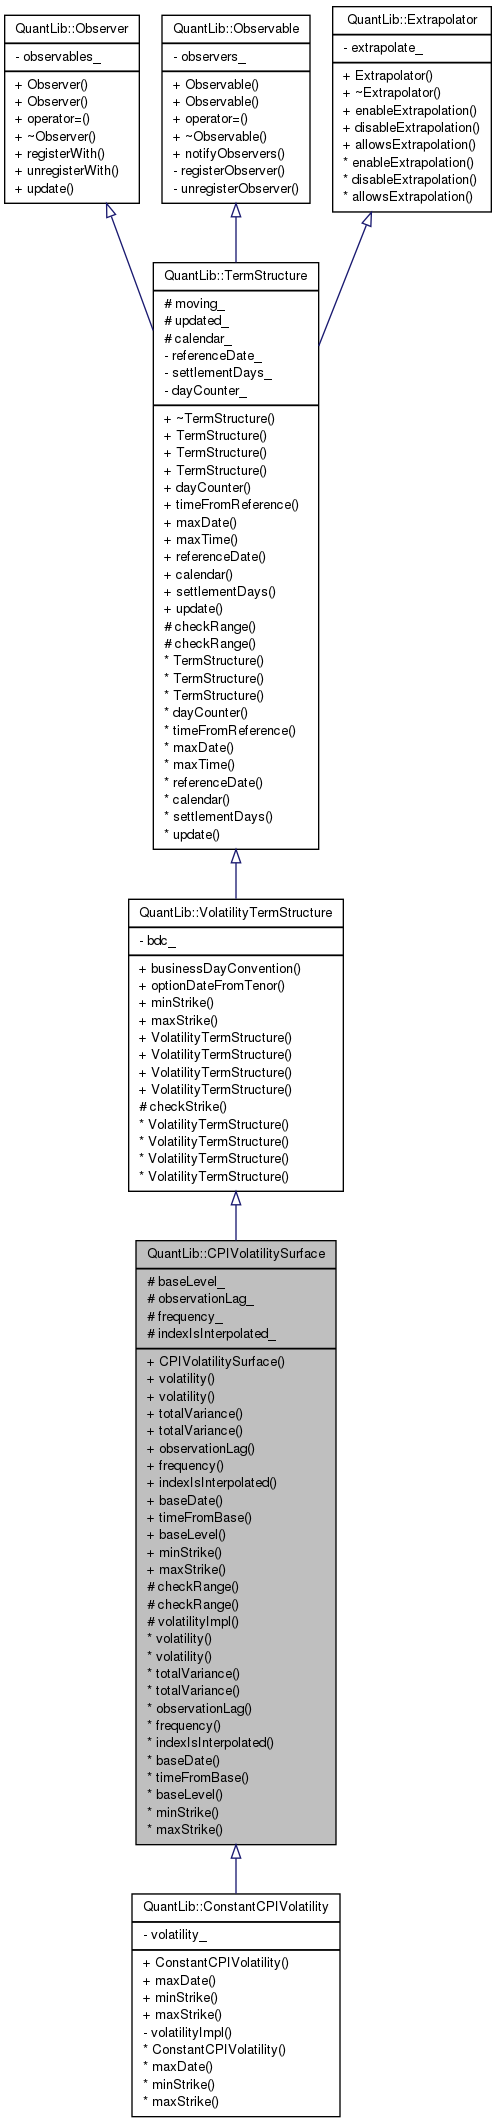 QuantLib::Observer
- observables_
+ Observer()
+ Observer()
+ operator=()
+ ~Observer()
+ registerWith()
+ unregisterWith()
+ update()
QuantLib::Observable
- observers_
+ Observable()
+ Observable()
+ operator=()
+ ~Observable()
+ notifyObservers()
- registerObserver()
- unregisterObserver()
QuantLib::Extrapolator
- extrapolate_
+ Extrapolator()
+ ~Extrapolator()
+ enableExtrapolation()
+ disableExtrapolation()
+ allowsExtrapolation()
* enableExtrapolation()
* disableExtrapolation()
* allowsExtrapolation()
QuantLib::TermStructure
# moving_
# updated_
# calendar_
- referenceDate_
- settlementDays_
- dayCounter_
+ ~TermStructure()
+ TermStructure()
+ TermStructure()
+ TermStructure()
+ dayCounter()
+ timeFromReference()
+ maxDate()
+ maxTime()
+ referenceDate()
+ calendar()
+ settlementDays()
+ update()
# checkRange()
# checkRange()
* TermStructure()
* TermStructure()
* TermStructure()
* dayCounter()
* timeFromReference()
* maxDate()
* maxTime()
* referenceDate()
* calendar()
* settlementDays()
* update()
QuantLib::VolatilityTermStructure
- bdc_
+ businessDayConvention()
+ optionDateFromTenor()
+ minStrike()
+ maxStrike()
+ VolatilityTermStructure()
+ VolatilityTermStructure()
+ VolatilityTermStructure()
+ VolatilityTermStructure()
# checkStrike()
* VolatilityTermStructure()
* VolatilityTermStructure()
* VolatilityTermStructure()
* VolatilityTermStructure()
QuantLib::CPIVolatilitySurface
# baseLevel_
# observationLag_
# frequency_
# indexIsInterpolated_
+ CPIVolatilitySurface()
+ volatility()
+ volatility()
+ totalVariance()
+ totalVariance()
+ observationLag()
+ frequency()
+ indexIsInterpolated()
+ baseDate()
+ timeFromBase()
+ baseLevel()
+ minStrike()
+ maxStrike()
# checkRange()
# checkRange()
# volatilityImpl()
* volatility()
* volatility()
* totalVariance()
* totalVariance()
* observationLag()
* frequency()
* indexIsInterpolated()
* baseDate()
* timeFromBase()
* baseLevel()
* minStrike()
* maxStrike()
QuantLib::ConstantCPIVolatility
- volatility_
+ ConstantCPIVolatility()
+ maxDate()
+ minStrike()
+ maxStrike()
- volatilityImpl()
* ConstantCPIVolatility()
* maxDate()
* minStrike()
* maxStrike()